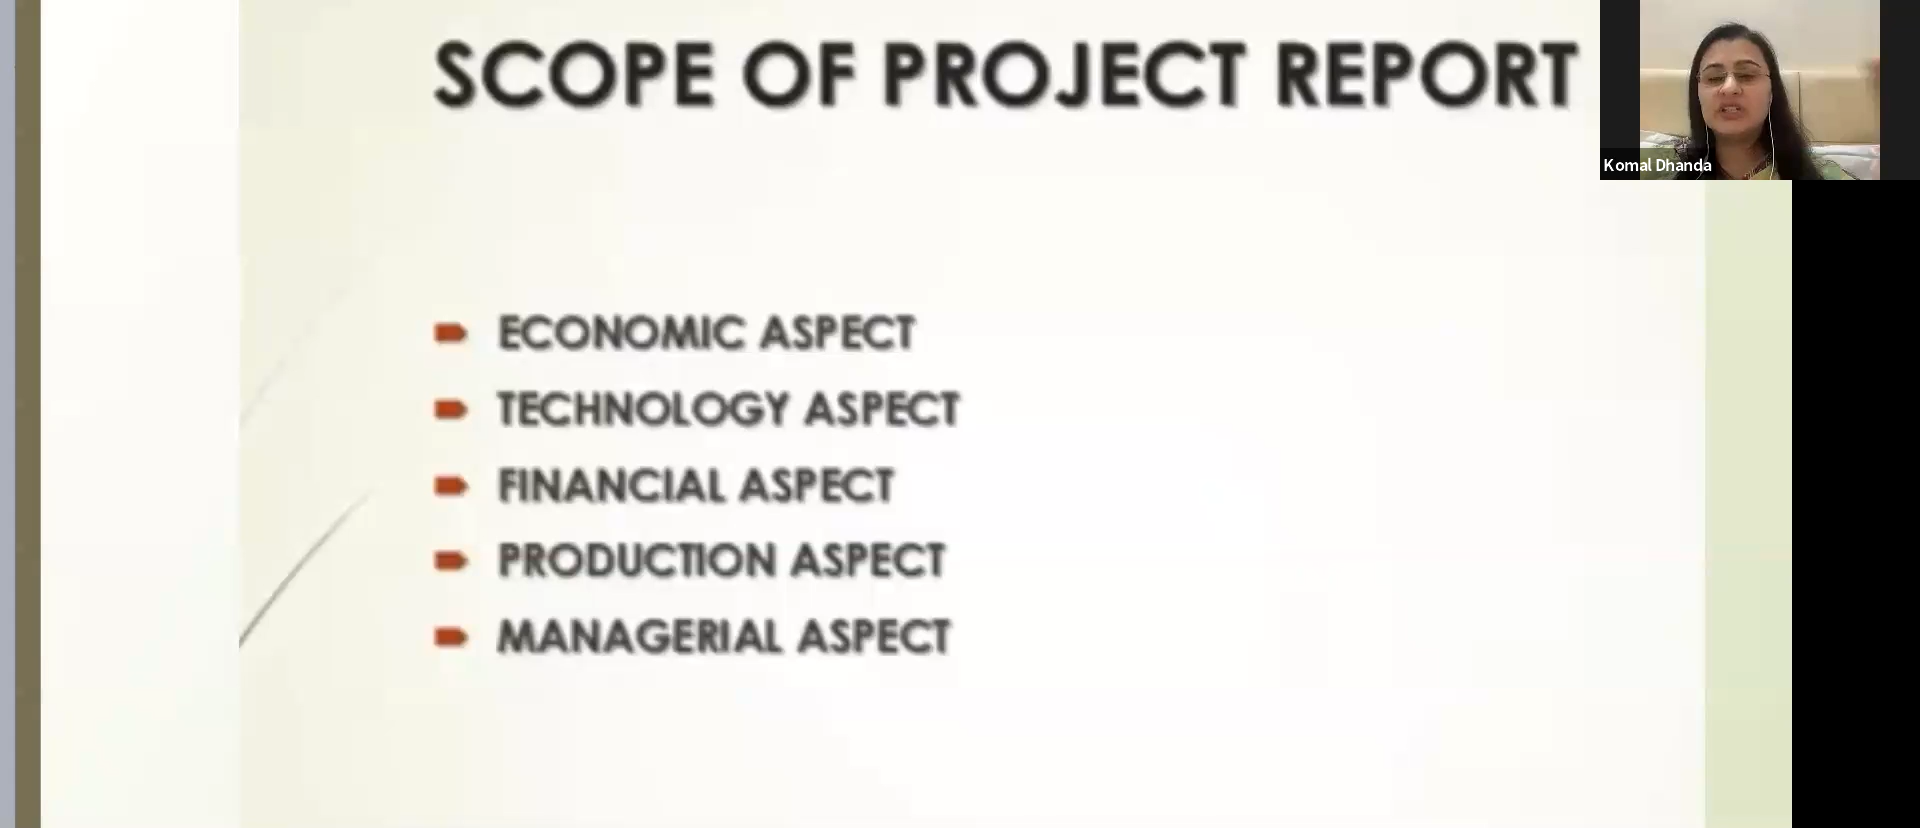 SCOPE OF PROJECT REPORT
Komal Dhanda
ECONOMIC ASPECT
TECHNOLOGY ASPECT
FINANCIAL ASPECT
PRODUCTION ASPECT
MANAGERIAL ASPECT